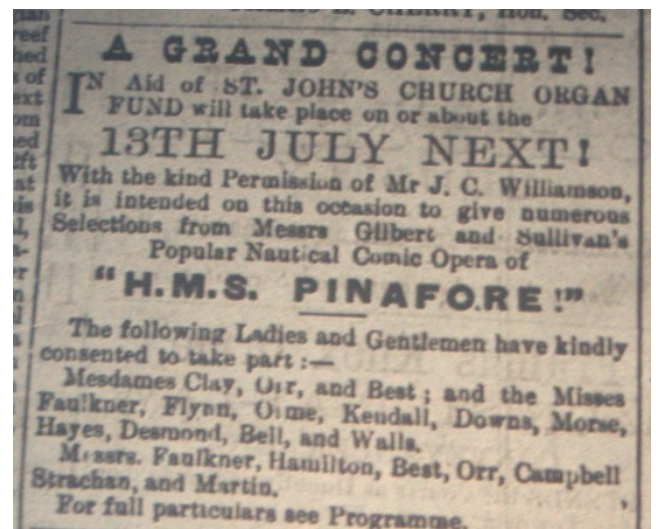 CHERRY, Hon. Sec.
A GRAND CONCERT!
IN Aid of ST. JOHN'S CHURCH ORGAN
FUND will take place on or about the
13TH JULY NEXT!
With the kind Permission of Mr J. C. Williamson,
it is intended on this occasion to give numerous
Selections from Messrs Gilbert and Sullivan's
Popular Nautical Comic Opera of
"H.M.S. PINAFORE!"
The following Ladies and Gentlemen have kindly
consented to take part :—
Mesdames Clay, Orr, and Best ; and the Misses
Faulkner, Flynn, Orme, Kendall, Downs, Morse,
Hayes, Desmond, Bell, and Walls.
Messrs. Faulkner, Hamilton, Best, Orr, Campbell
Strachan, and Martin.
For full particulars see Programme.